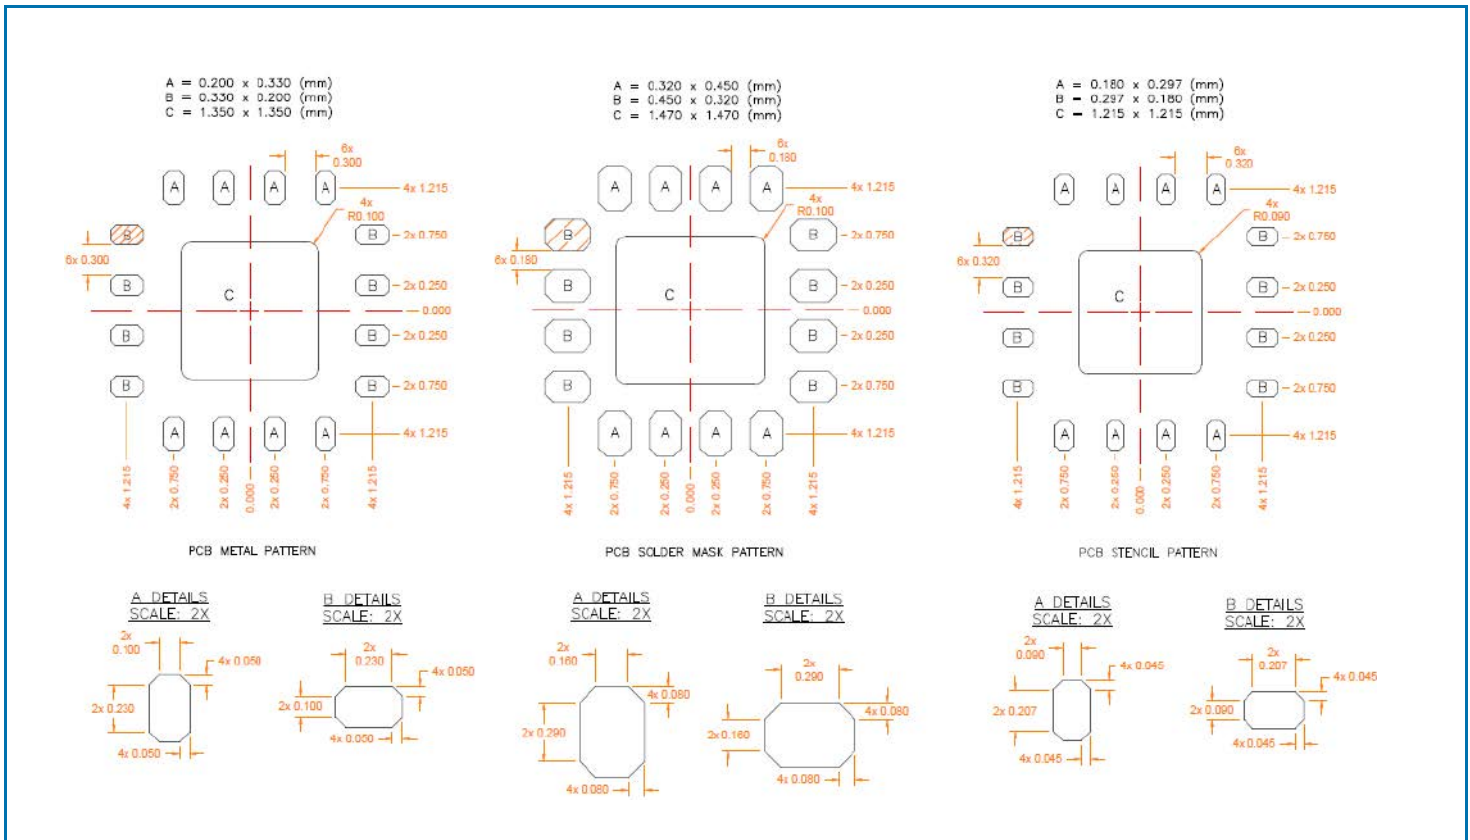 A = 0.200 x 0.330 (mm)
B = 0.330 x 0.200 (mm)
C = 1.350 x 1.350 (mm)
6x
0.300
A A A A
4x 1.215
4x
R0.100
B
B
2x 0.750
6x 0.300
B
C
B
2x 0.250
0.000
B
B
2x 0.250
B
B
2x 0.750
A A A A
4x 1.215
4x 1.215
2x 0.750
2x 0.250
0.000
2x 0.250
2x 0.750
4x 1.215
PCB METAL PATTERN
A DETAILS
SCALE: 2X
2x
0.100
4x 0.050
2x 0.230
4x 0.050
B DETAILS
SCALE: 2X
2x
0.230
4x 0.050
2x 0.100
4x 0.050
A = 0.320 x 0.450 (mm)
B = 0.450 x 0.320 (mm)
C = 1.470 x 1.470 (mm)
6x
0.180
A A A A
4x 1.215
4x
R0.100
B
B
2x 0.750
6x 0.180
B
C
B
2x 0.250
0.000
B
B
2x 0.250
B
B
2x 0.750
A A A A
4x 1.215
4x 1.215
2x 0.750
2x 0.250
0.000
2x 0.250
2x 0.750
4x 1.215
PCB SOLDER MASK PATTERN
A DETAILS
SCALE: 2X
2x
0.160
4x 0.080
2x 0.290
4x 0.080
B DETAILS
SCALE: 2X
2x
0.290
4x 0.080
2x 0.160
4x 0.080
A = 0.180 x 0.297 (mm)
B = 0.297 x 0.180 (mm)
C = 1.215 x 1.215 (mm)
6x
0.320
A A A A
4x 1.215
4x
R0.090
B
B
2x 0.750
6x 0.320
B
C
B
2x 0.250
0.000
B
B
2x 0.250
B
B
2x 0.750
A A A A
4x 1.215
4x 1.215
2x 0.750
2x 0.250
0.000
2x 0.250
2x 0.750
4x 1.215
PCB STENCIL PATTERN
A DETAILS
SCALE: 2X
2x
0.090
4x 0.045
2x 0.207
4x 0.045
B DETAILS
SCALE: 2X
2x
0.207
4x 0.045
2x 0.090
4x 0.045